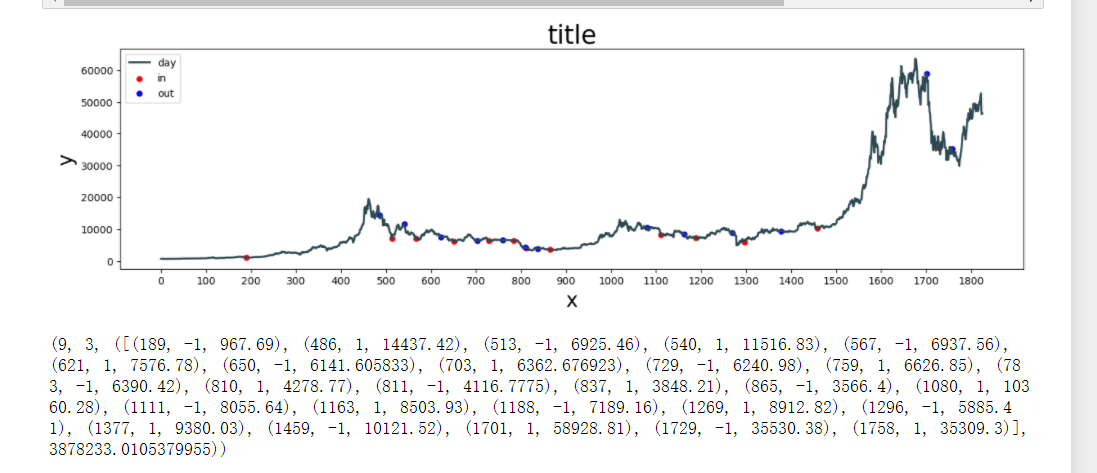 title
day
in
out
60000
50000
40000
30000
20000
10000
0
y
0 100 200 300 400 500 600 700 800 900 1000 1100 1200 1300 1400 1500 1600 1700 1800
x
(9, 3, ([(189, -1, 967.69), (486, 1, 14437.42), (513, -1, 6925.46), (540, 1, 11516.83), (567, -1, 6937.56),
(621, 1, 7576.78), (650, -1, 6141.605833), (703, 1, 6362.676923), (729, -1, 6240.98), (759, 1, 6626.85), (78
3, -1, 6390.42), (810, 1, 4278.77), (811, -1, 4116.7775), (837, 1, 3848.21), (865, -1, 3566.4), (1080, 1, 103
60.28), (1111, -1, 8055.64), (1163, 1, 8503.93), (1188, -1, 7189.16), (1269, 1, 8912.82), (1296, -1, 5885.4
1), (1377, 1, 9380.03), (1459, -1, 10121.52), (1701, 1, 58928.81), (1729, -1, 35530.38), (1758, 1, 35309.3)],
3878233.0105379955))